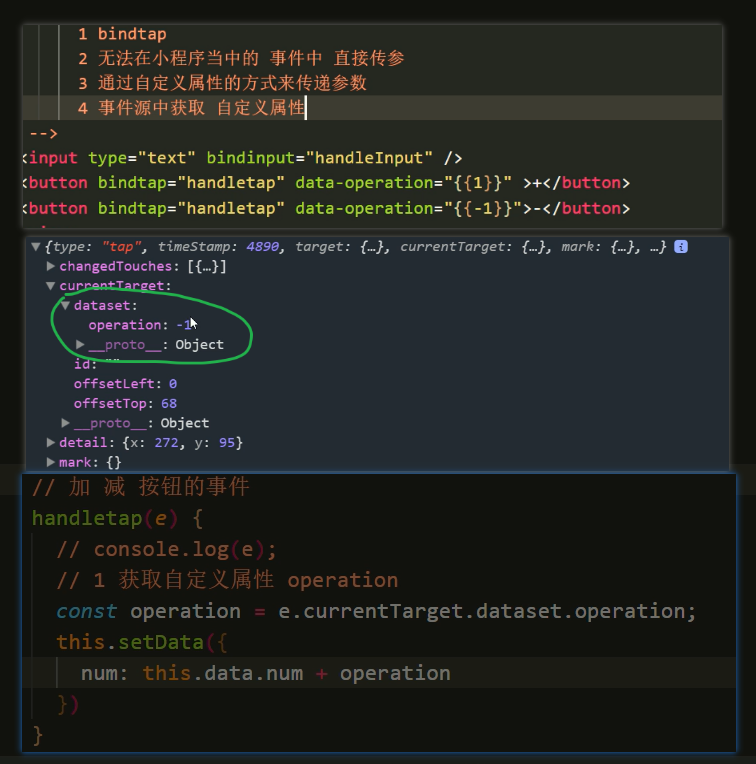 1 bindtap
2 无法在小程序当中的 事件中 直接传参
3 通过自定义属性的方式来传递参数
4 事件源中获取 自定义属性
-->
<input type="text" bindinput="handleInput" />
<button bindtap="handletap" data-operation="{{1}}" >+</button>
<button bindtap="handletap" data-operation="{{-1}}">-</button>
▼{type: "tap", timeStamp: 4890, target: {…}, currentTarget: {…}, mark: {…}, …} i
▶changedTouches: [{…}]
▼currentTarget:
▼dataset:
operation: -1
▶__proto__: Object
id: ""
offsetLeft: 0
offsetTop: 68
▶__proto__: Object
▶detail: {x: 272, y: 95}
▶mark: {}
// 加 减 按钮的事件
handletap(e) {
// console.log(e);
// 1 获取自定义属性 operation
const operation = e.currentTarget.dataset.operation;
this.setData({
num: this.data.num + operation
})
}